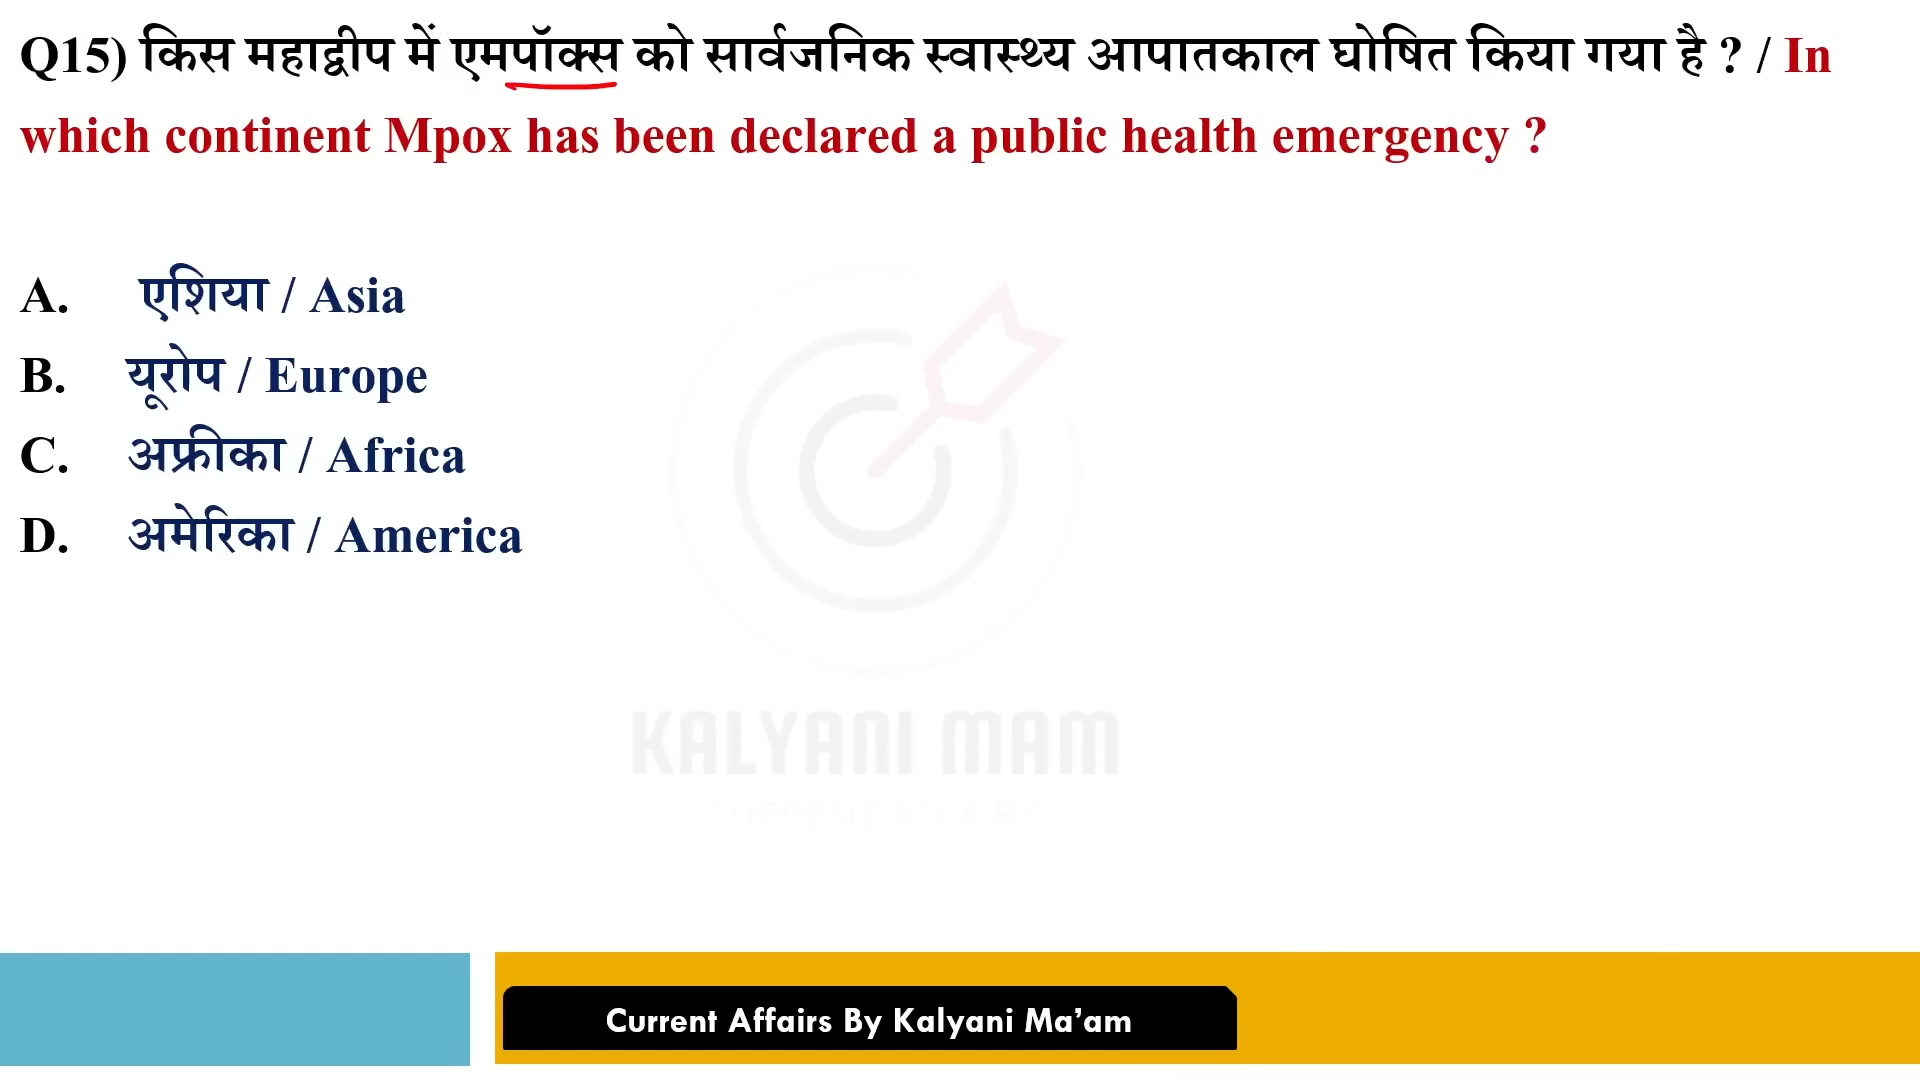 Q15) किस महाद्वीप में एमपॉक्स को सार्वजनिक स्वास्थ्य आपातकाल घोषित किया गया है ? / In
which continent Mpox has been declared a public health emergency ?
A. एशिया / Asia
B. यूरोप / Europe
C. अफ्रीका / Africa
D. अमेरिका / America
KALYANI MAM
CURRENT AFFAIRS
Current Affairs By Kalyani Ma’am